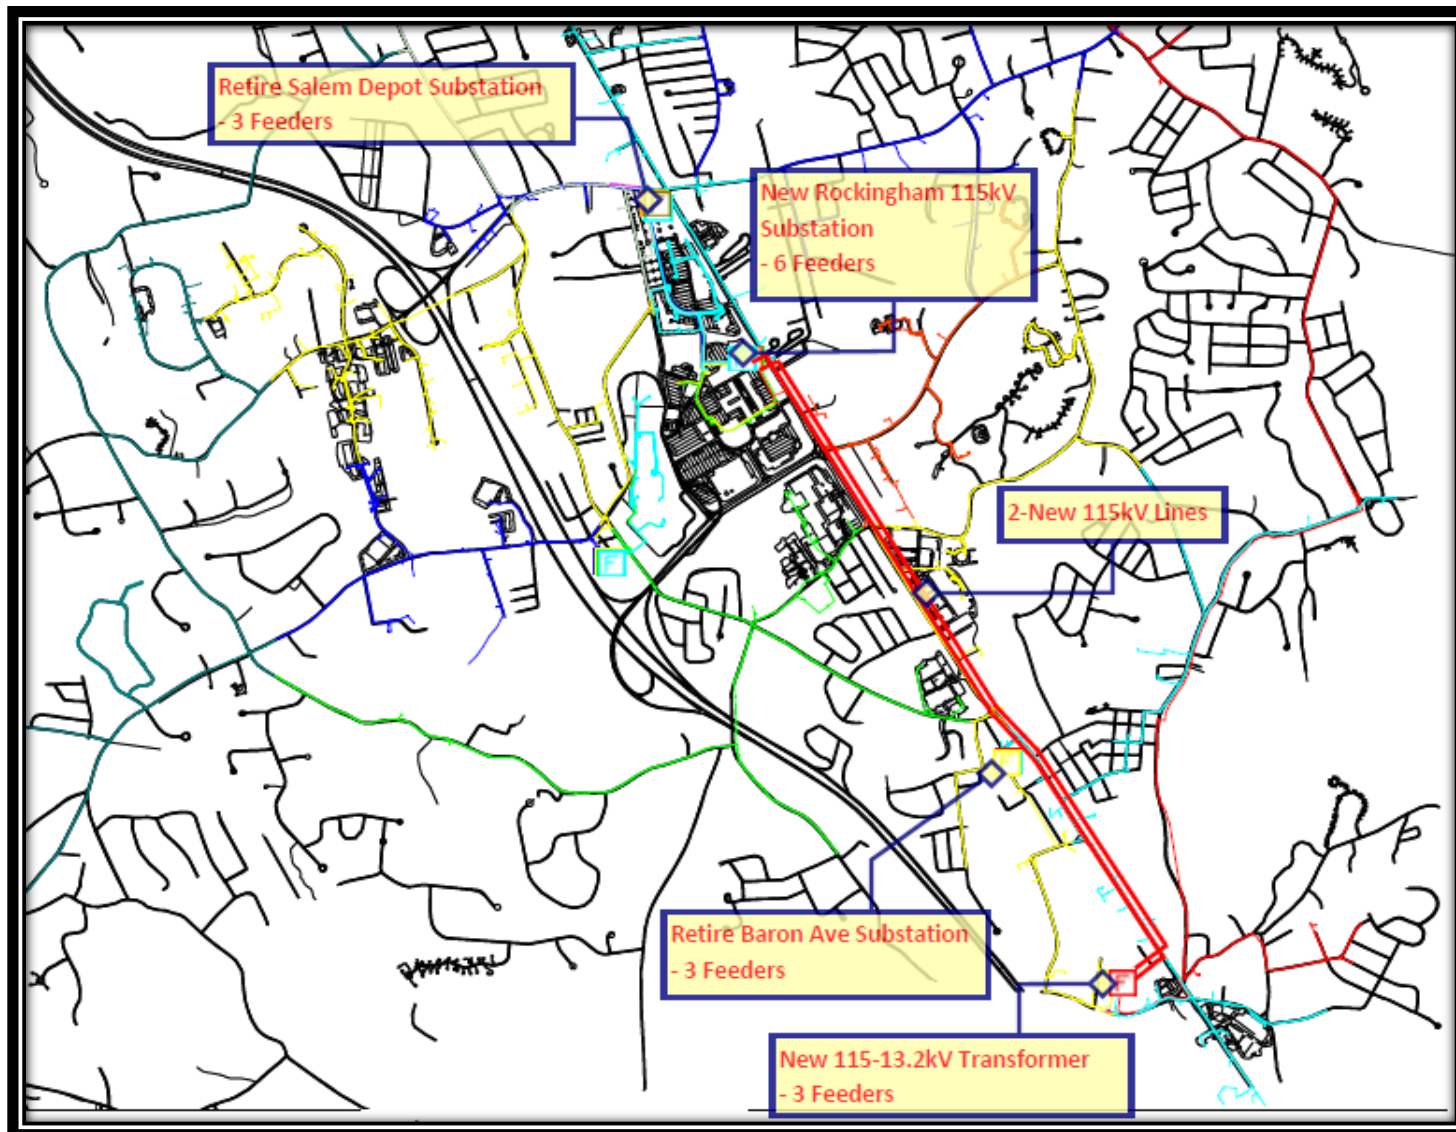 Retire Salem Depot Substation
- 3 Feeders
New Rockingham 115kV
Substation
- 6 Feeders
2-New 115kV Lines
F
Retire Baron Ave Substation
- 3 Feeders
F
New 115-13.2kV Transformer
- 3 Feeders